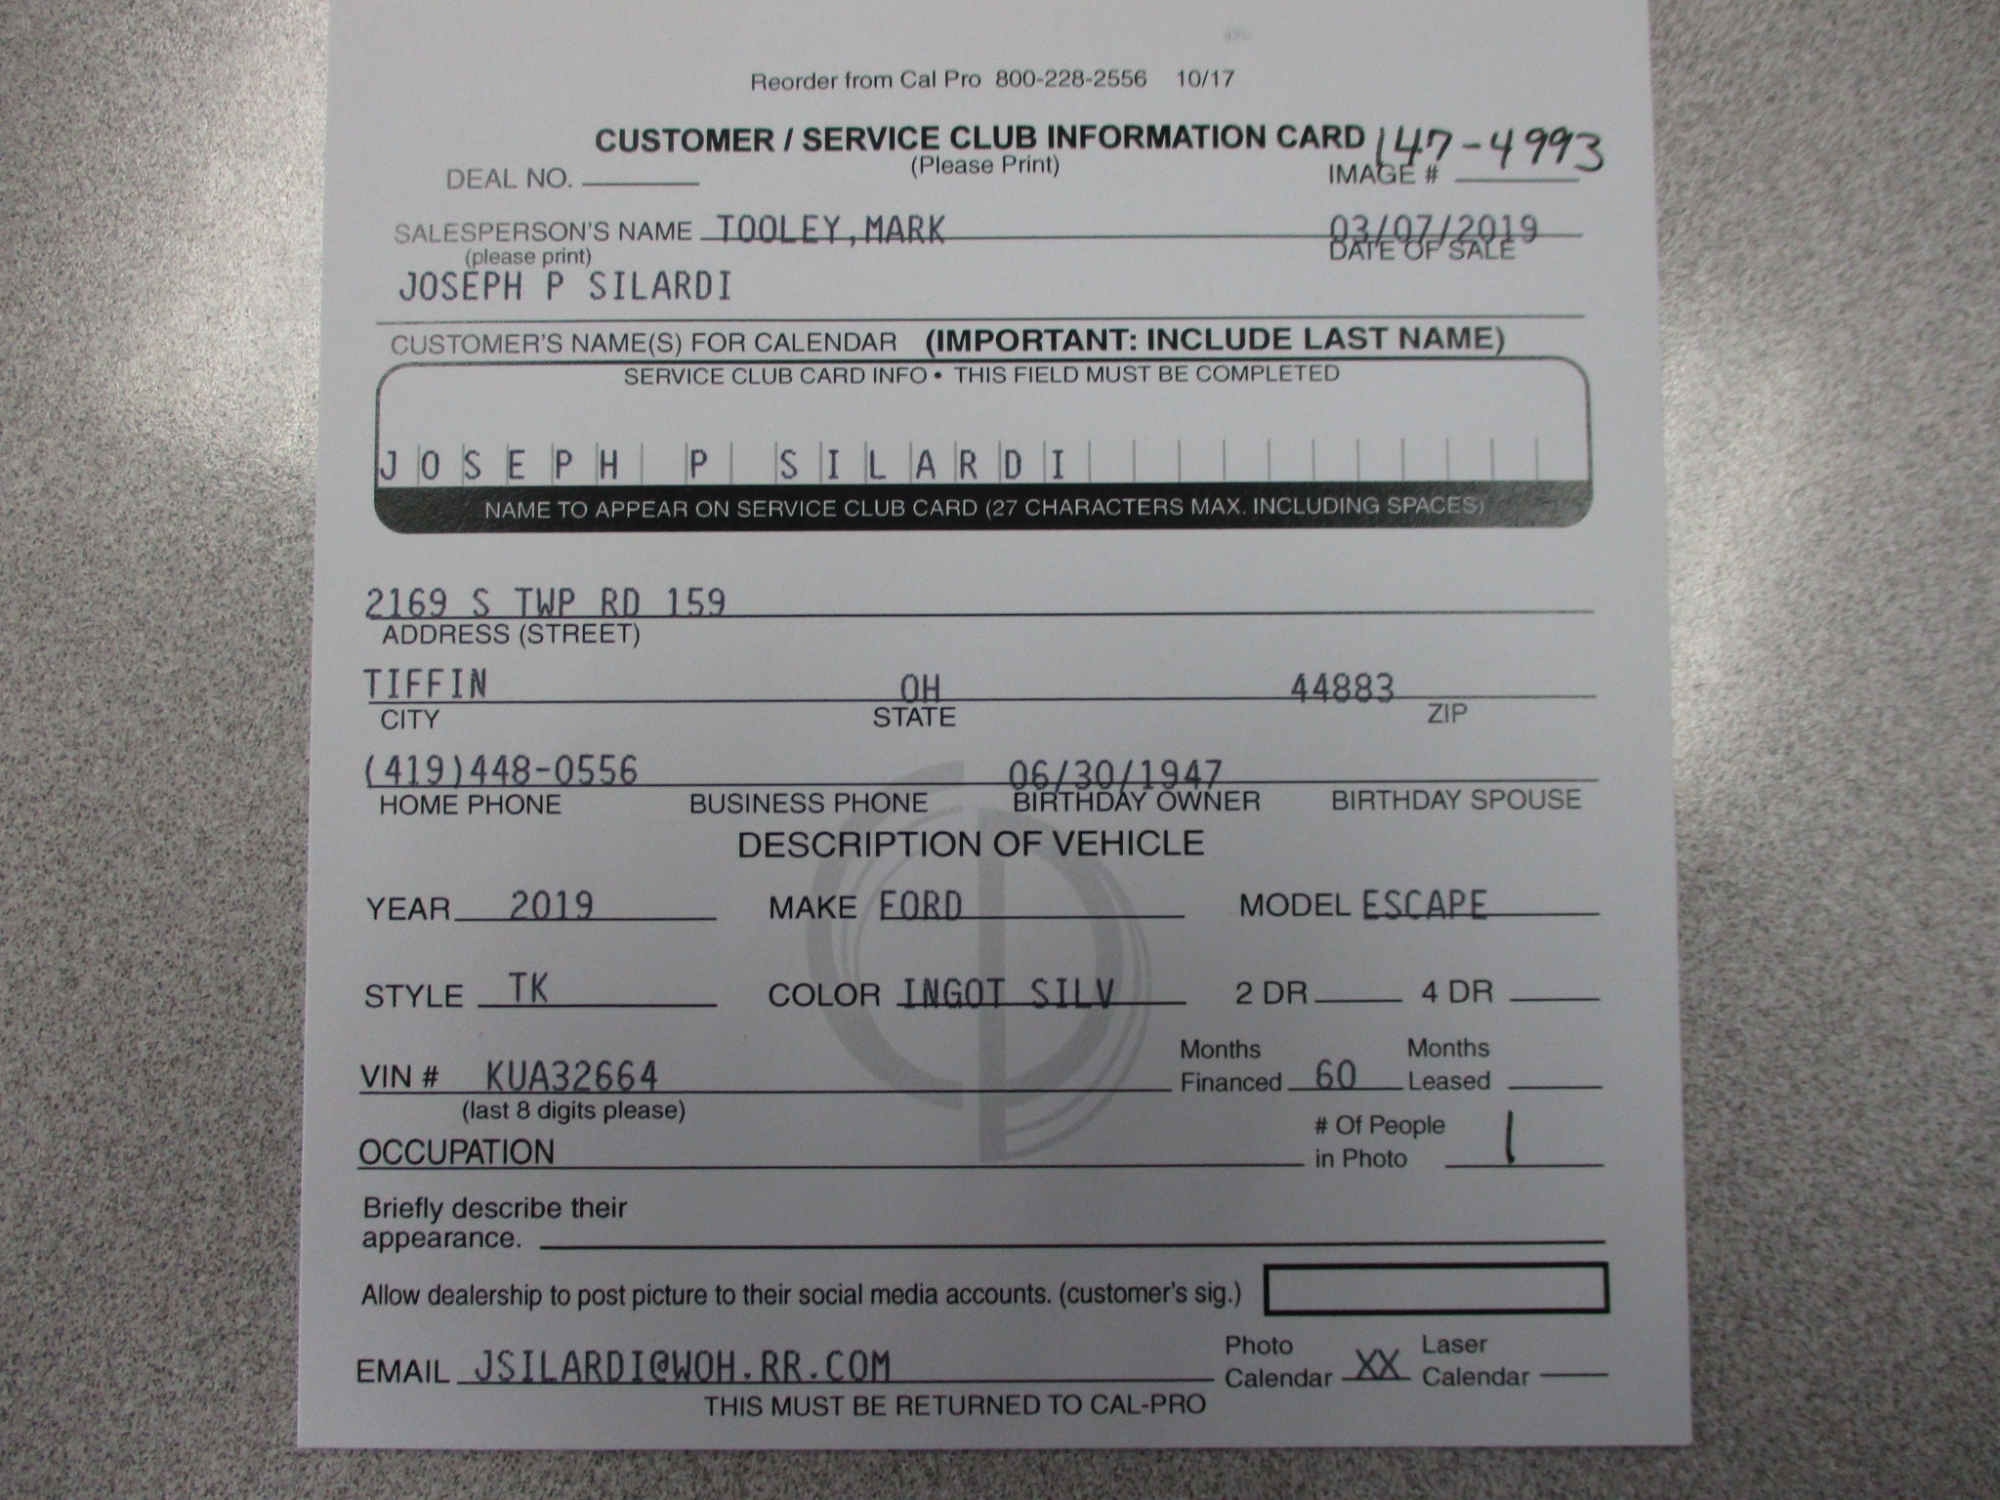 Reorder from Cal Pro 800-228-2556 10/17
CUSTOMER / SERVICE CLUB INFORMATION CARD 147-4993
(Please Print)
DEAL NO. IMAGE #
SALESPERSON'S NAME TOOLEY,MARK 03/07/2019
(please print) DATE OF SALE
JOSEPH P SILARDI
CUSTOMER'S NAME(S) FOR CALENDAR (IMPORTANT: INCLUDE LAST NAME)
SERVICE CLUB CARD INFO • THIS FIELD MUST BE COMPLETED
JOSEPH P SILARDI
NAME TO APPEAR ON SERVICE CLUB CARD (27 CHARACTERS MAX. INCLUDING SPACES)
2169 S TWP RD 159
ADDRESS (STREET)
TIFFIN OH 44883
CITY STATE ZIP
(419)448-0556 06/30/1947
HOME PHONE BUSINESS PHONE BIRTHDAY OWNER BIRTHDAY SPOUSE
DESCRIPTION OF VEHICLE
YEAR 2019 MAKE FORD MODEL ESCAPE
STYLE TK COLOR INGOT SILV 2 DR 4 DR
Months Months
VIN # KUA32664 Financed 60 Leased
(last 8 digits please)
# Of People
OCCUPATION in Photo 1
Briefly describe their
appearance.
Allow dealership to post picture to their social media accounts. (customer's sig.)
Photo Laser
EMAIL JSILARDI@WOH.RR.COM Calendar XX Calendar
THIS MUST BE RETURNED TO CAL-PRO